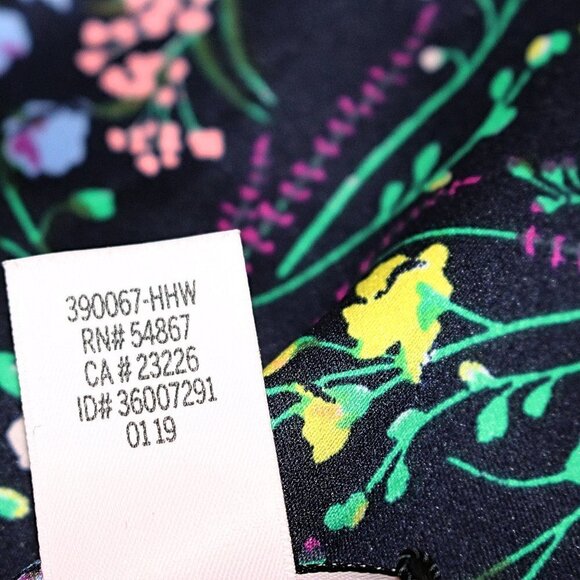 390067-HHW
RN# 54867
CA # 23226
ID# 36007291
0119